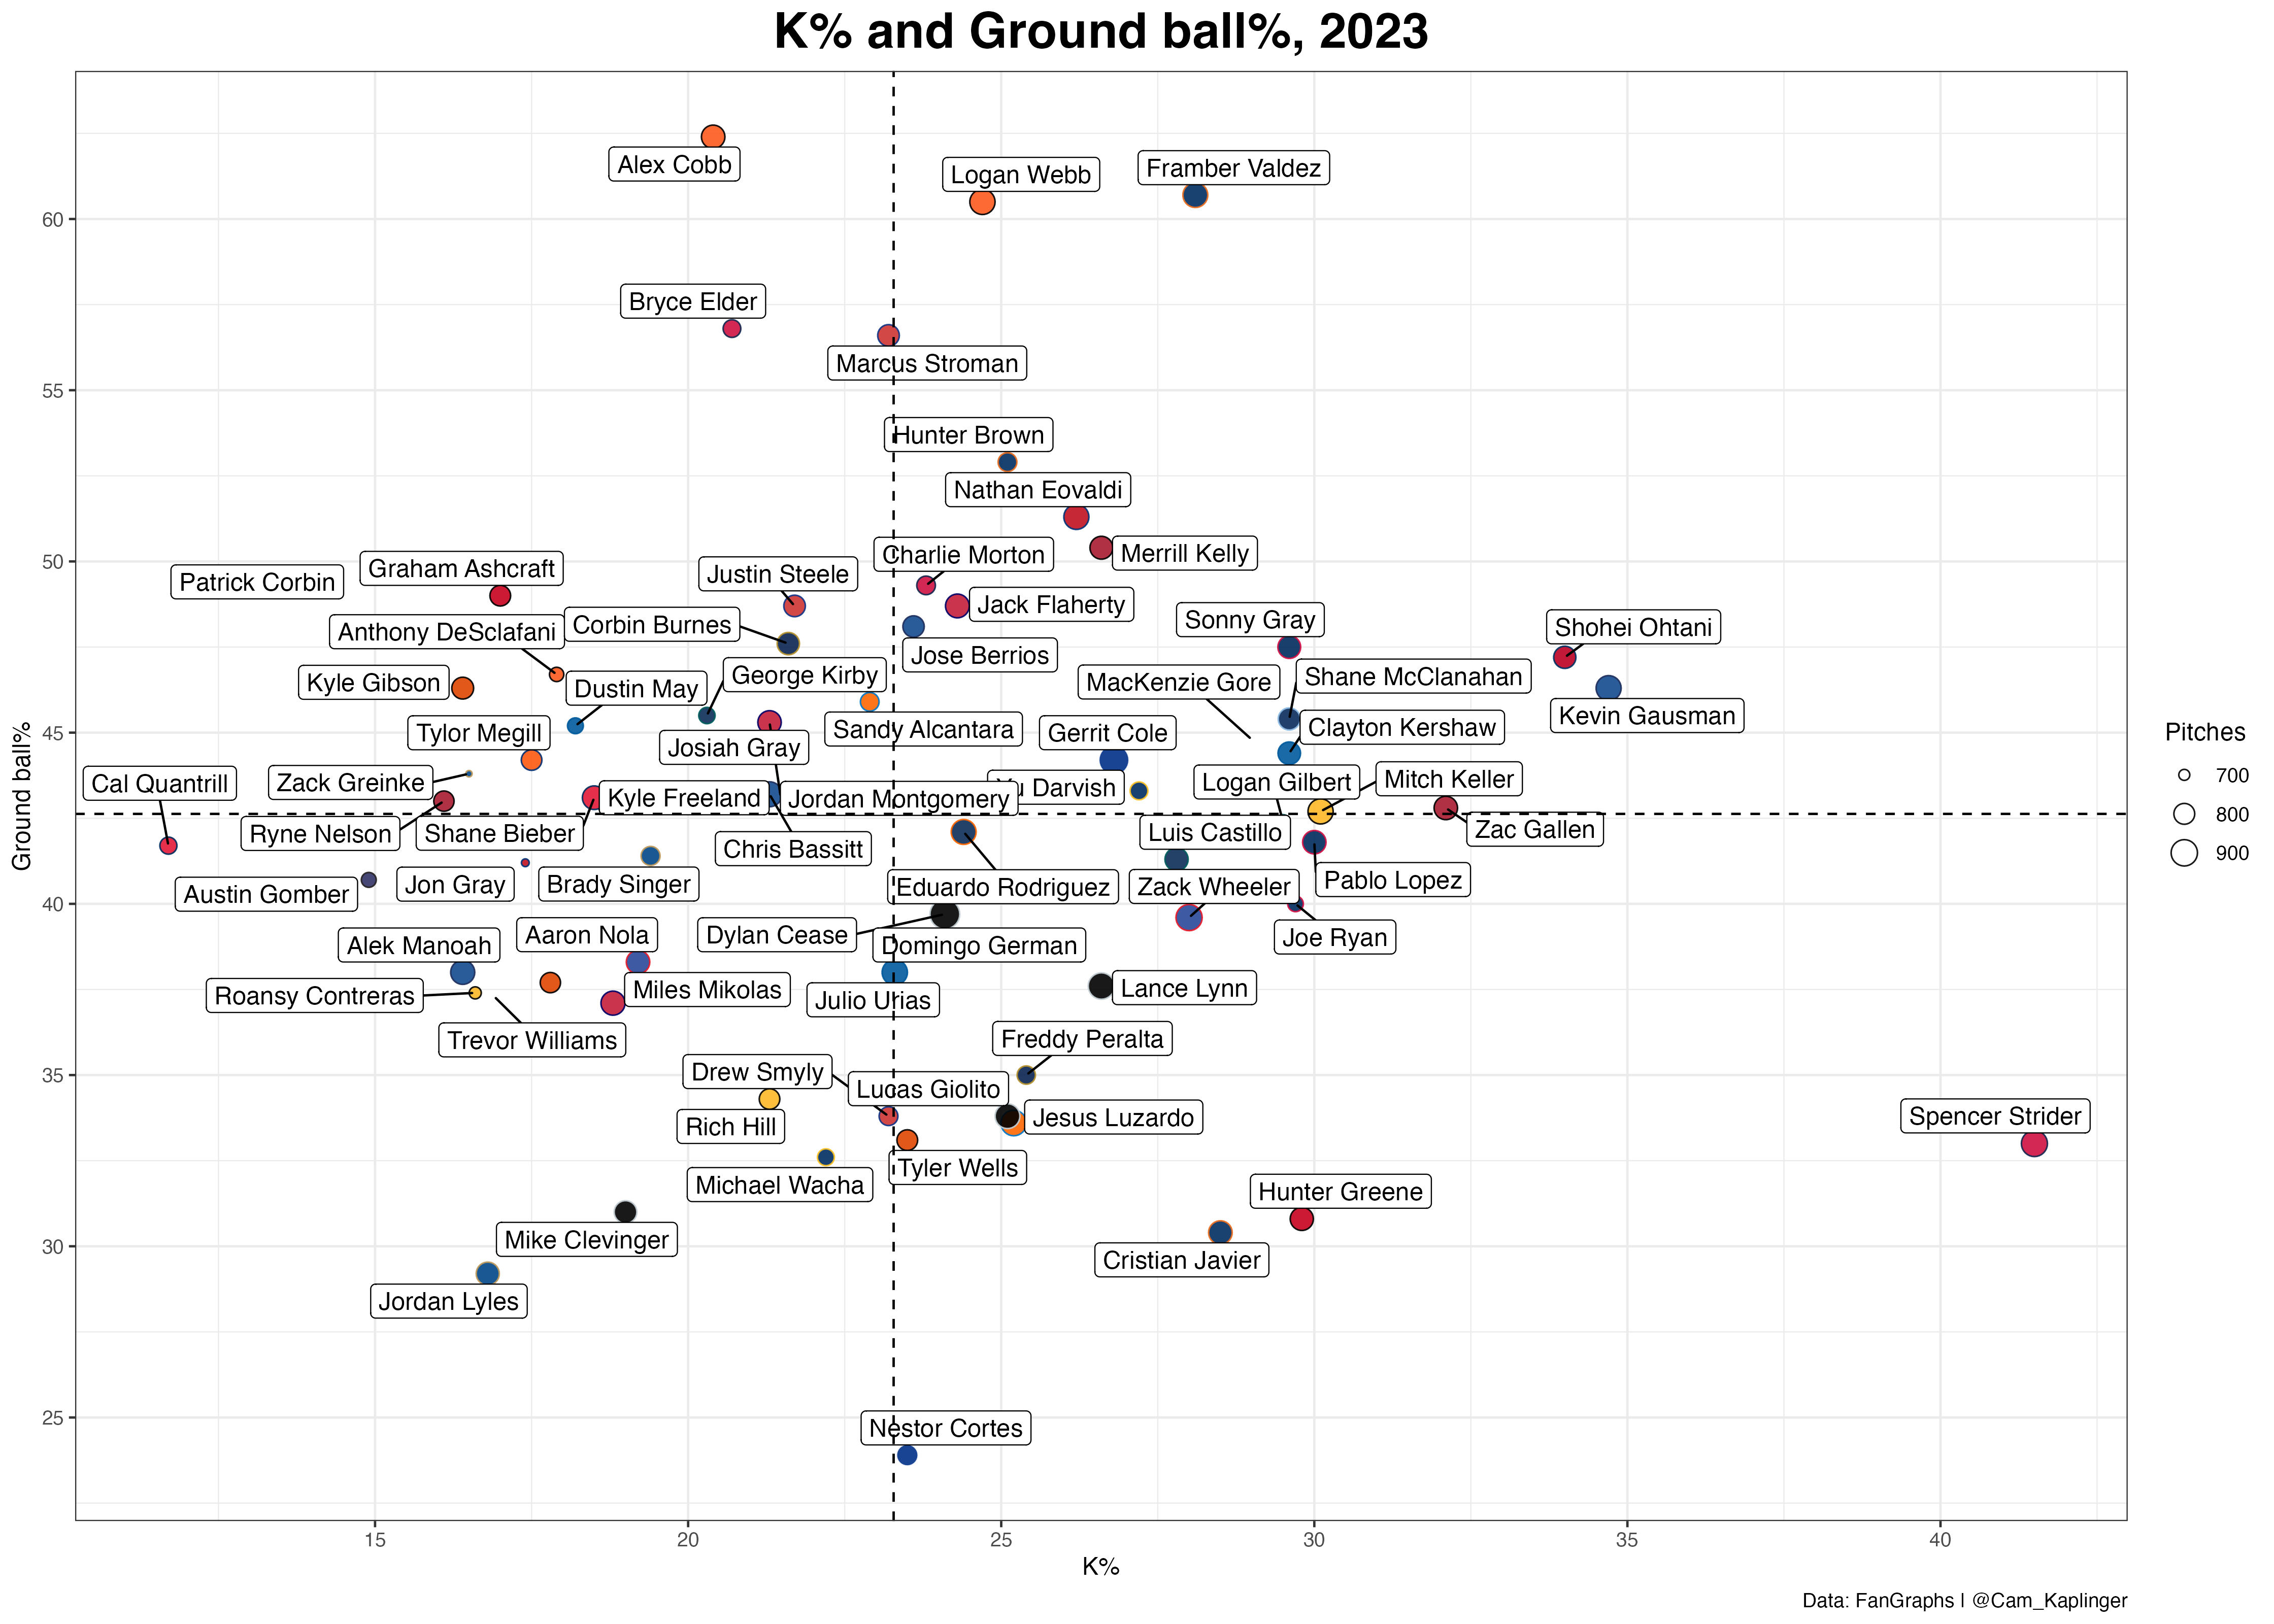 K% and Ground ball%, 2023
Alex Cobb
Logan Webb
Framber Valdez
60
Bryce Elder
Marcus Stroman
55
Hunter Brown
Nathan Eovaldi
Charlie Morton
Merrill Kelly
50
Graham Ashcraft
Patrick Corbin
Justin Steele
Jack Flaherty
Sonny Gray
Shohei Ohtani
Anthony DeSclafani
Corbin Burnes
Jose Berrios
George Kirby
MacKenzie Gore
Shane McClanahan
Kyle Gibson
Dustin May
Kevin Gausman
Tylor Megill
Sandy Alcantara
Gerrit Cole
Clayton Kershaw
45
Josiah Gray
Cal Quantrill
Zack Greinke
Yu Darvish
Logan Gilbert
Mitch Keller
Kyle Freeland
Jordan Montgomery
Ryne Nelson
Shane Bieber
Luis Castillo
Zac Gallen
Chris Bassitt
Austin Gomber
Jon Gray
Brady Singer
Eduardo Rodriguez
Zack Wheeler
Pablo Lopez
40
Alek Manoah
Aaron Nola
Dylan Cease
Domingo German
Joe Ryan
Roansy Contreras
Miles Mikolas
Julio Urias
Lance Lynn
Trevor Williams
Freddy Peralta
35
Drew Smyly
Lucas Giolito
Rich Hill
Jesus Luzardo
Spencer Strider
Michael Wacha
Tyler Wells
Hunter Greene
Mike Clevinger
Cristian Javier
30
Jordan Lyles
Nestor Cortes
25
15
20
25
30
35
40
K%
Ground ball%
Pitches
700
800
900
Data: FanGraphs | @Cam_Kaplinger